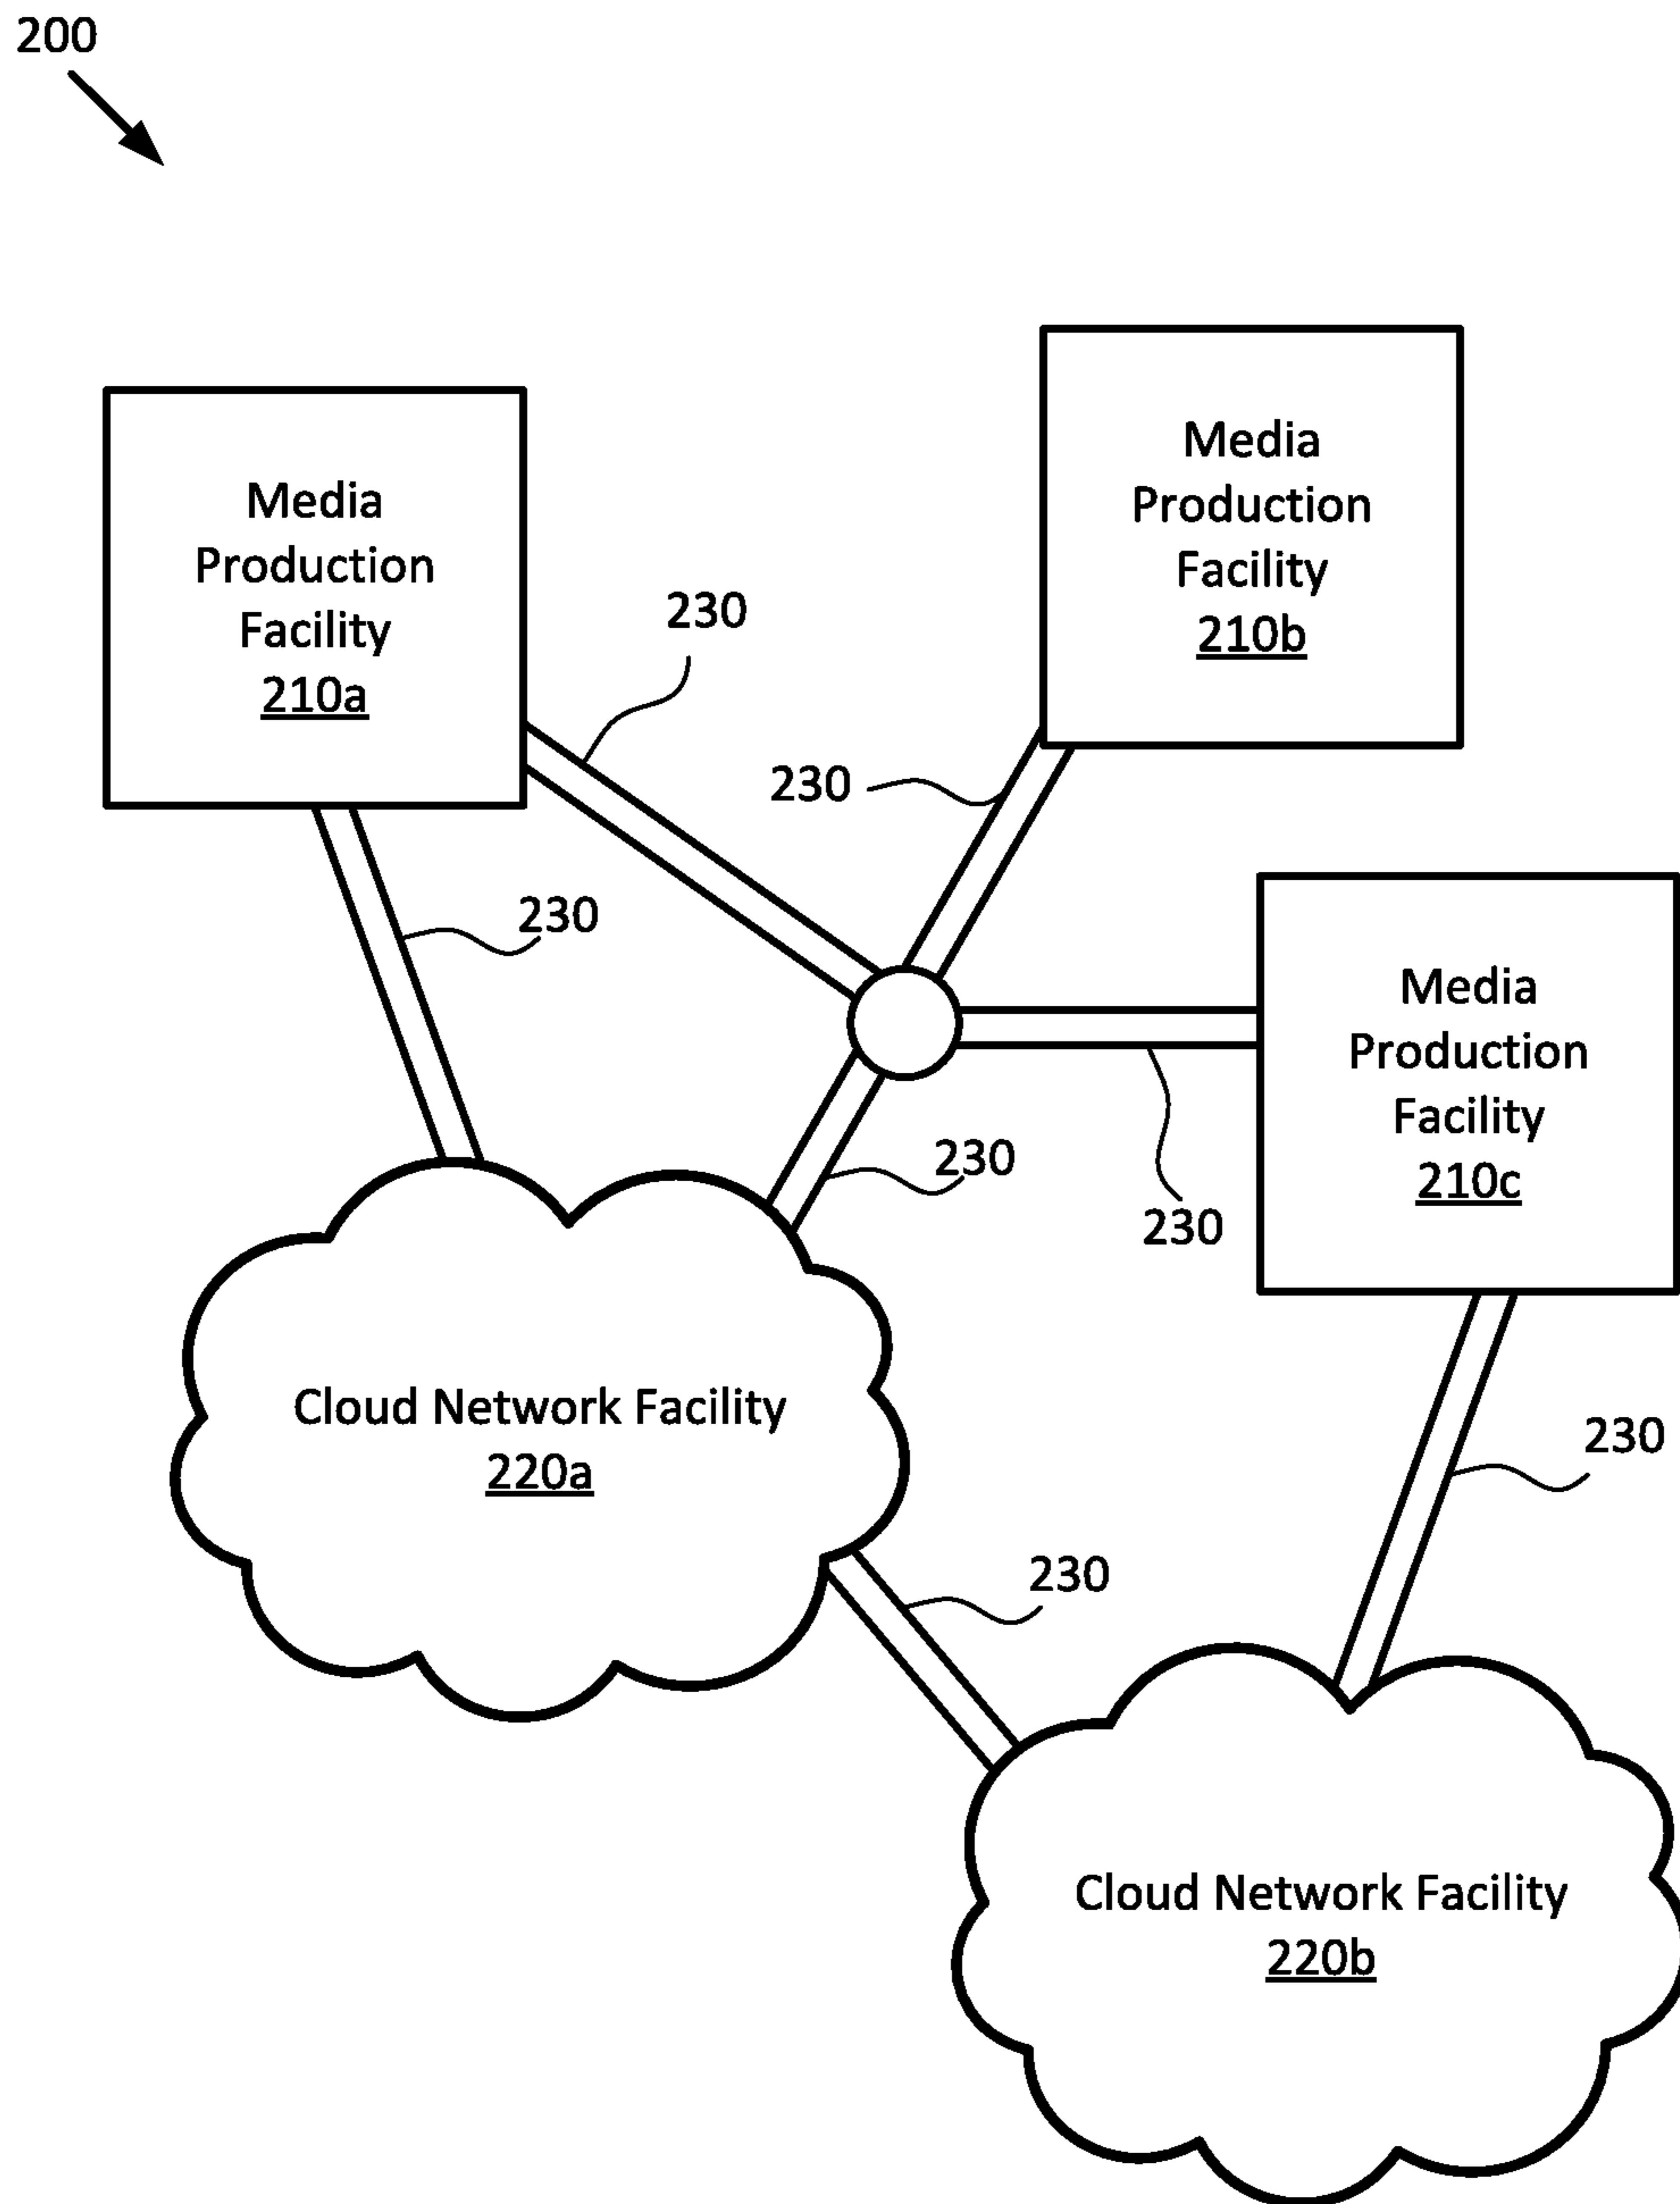 200
Media
Production
Facility
210a
Media
Production
Facility
210b
230
230
230
Media
Production
Facility
210c
230
230
Cloud Network Facility
220a
230
230
Cloud Network Facility
220b